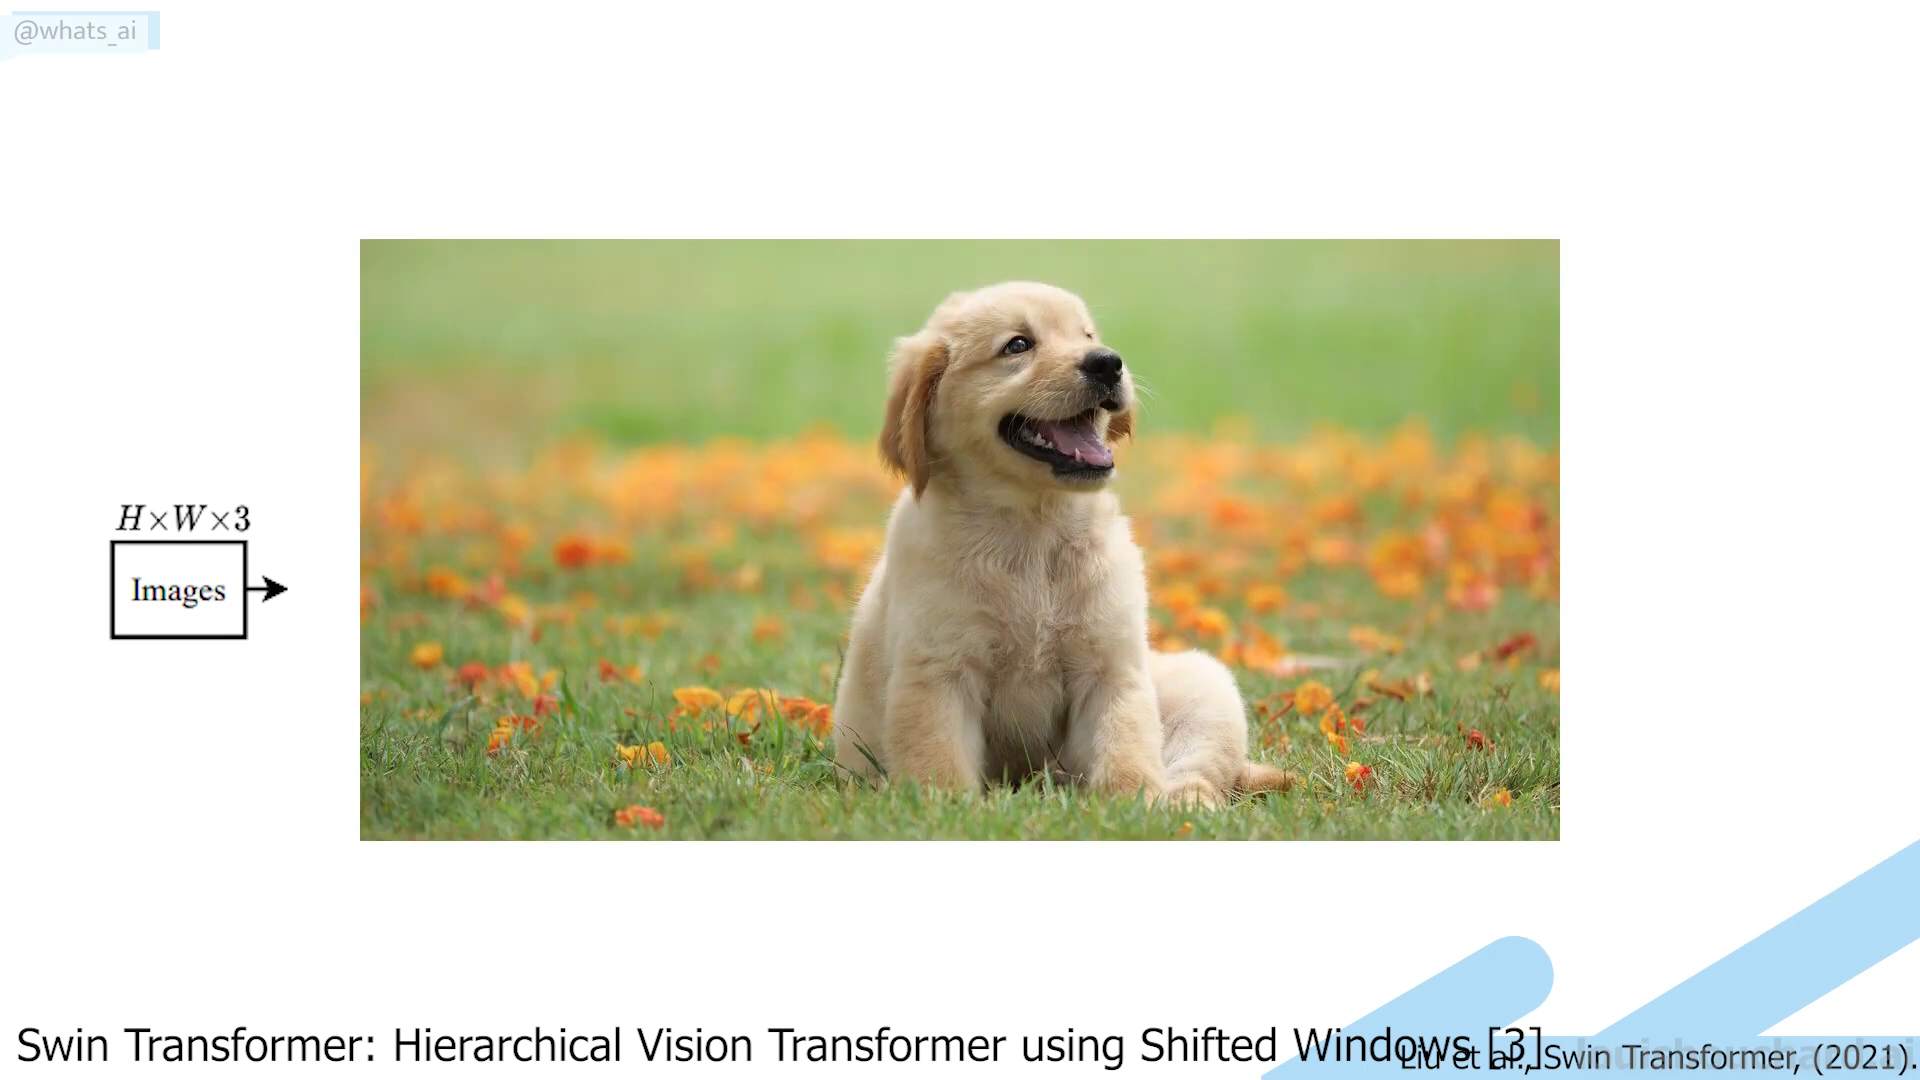 @whats_ai
H×W×3
Images
Swin Transformer: Hierarchical Vision Transformer using Shifted Windows [3]
Liu et al., Swin Transformer, (2021).